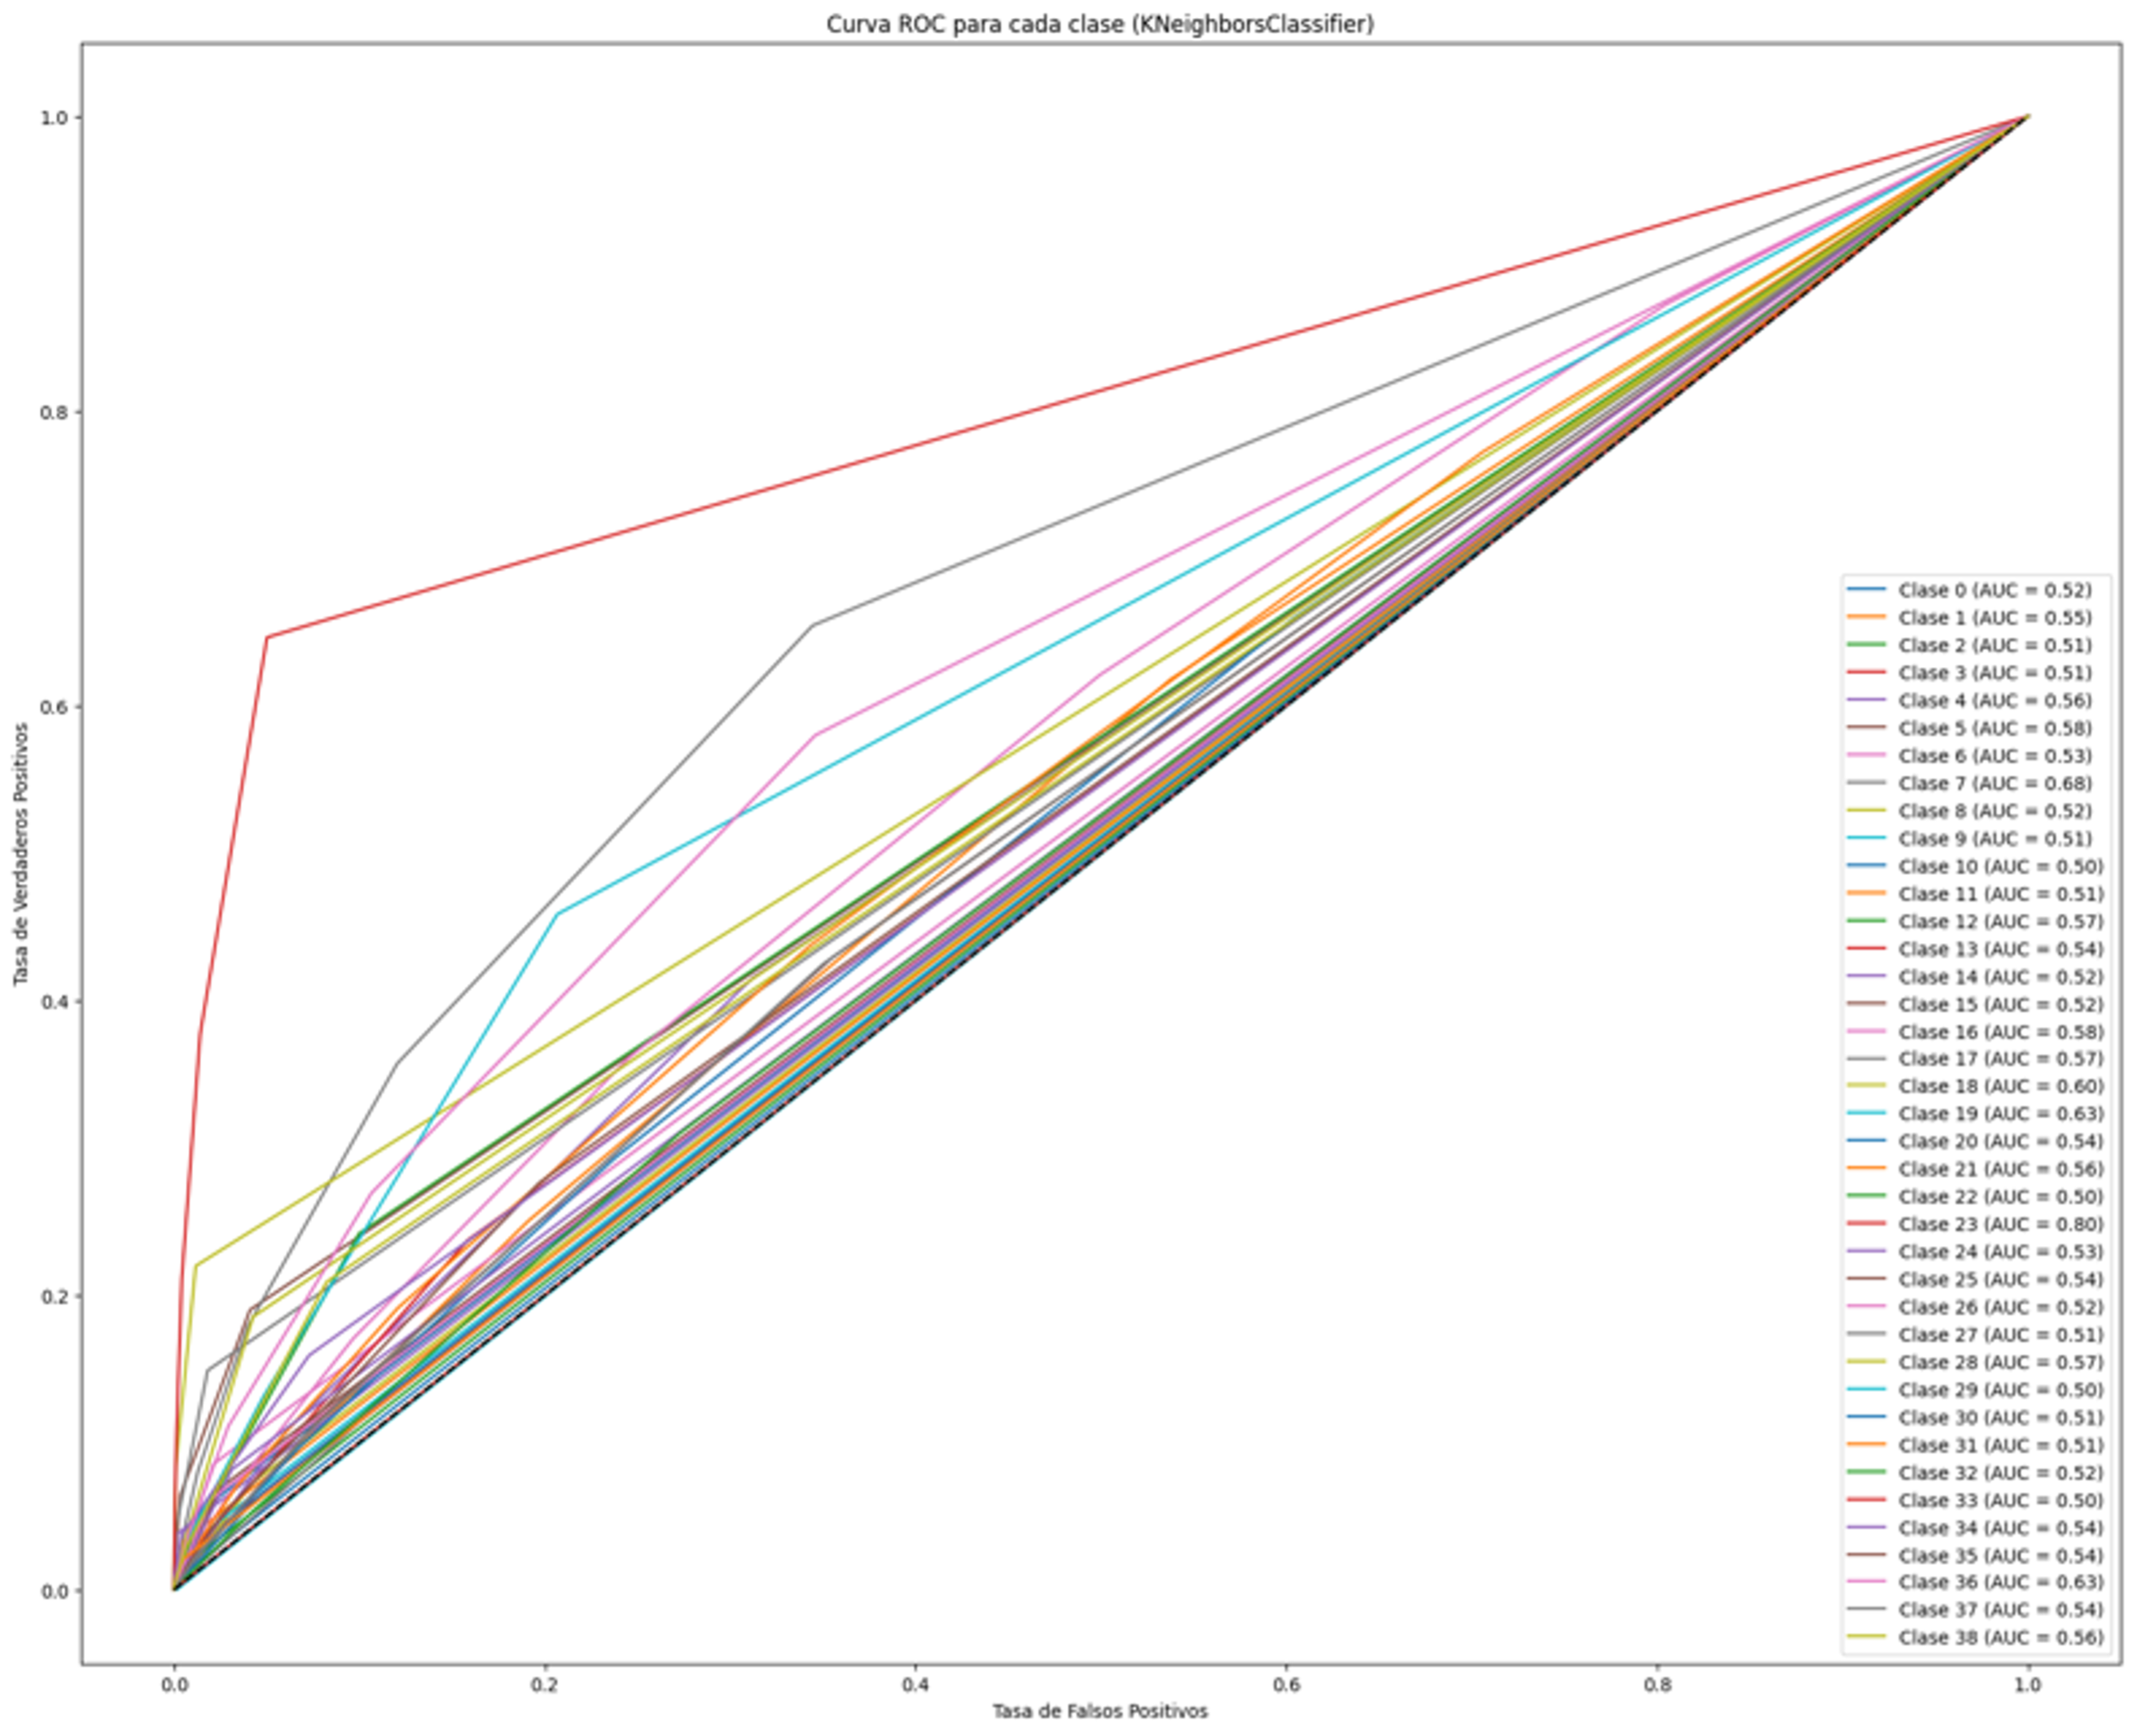 Curva ROC para cada clase (KNeighborsClassifier)
Tasa de Verdaderos Positivos
1.0
0.8
0.6
0.4
0.2
0.0
Clase 0 (AUC = 0.52)
Clase 1 (AUC = 0.55)
Clase 2 (AUC = 0.51)
Clase 3 (AUC = 0.51)
Clase 4 (AUC = 0.56)
Clase 5 (AUC = 0.58)
Clase 6 (AUC = 0.53)
Clase 7 (AUC = 0.68)
Clase 8 (AUC = 0.52)
Clase 9 (AUC = 0.51)
Clase 10 (AUC = 0.50)
Clase 11 (AUC = 0.51)
Clase 12 (AUC = 0.57)
Clase 13 (AUC = 0.54)
Clase 14 (AUC = 0.52)
Clase 15 (AUC = 0.52)
Clase 16 (AUC = 0.58)
Clase 17 (AUC = 0.57)
Clase 18 (AUC = 0.60)
Clase 19 (AUC = 0.63)
Clase 20 (AUC = 0.54)
Clase 21 (AUC = 0.56)
Clase 22 (AUC = 0.50)
Clase 23 (AUC = 0.80)
Clase 24 (AUC = 0.53)
Clase 25 (AUC = 0.54)
Clase 26 (AUC = 0.52)
Clase 27 (AUC = 0.51)
Clase 28 (AUC = 0.57)
Clase 29 (AUC = 0.50)
Clase 30 (AUC = 0.51)
Clase 31 (AUC = 0.51)
Clase 32 (AUC = 0.52)
Clase 33 (AUC = 0.50)
Clase 34 (AUC = 0.54)
Clase 35 (AUC = 0.54)
Clase 36 (AUC = 0.63)
Clase 37 (AUC = 0.54)
Clase 38 (AUC = 0.56)
0.0 0.2 0.4 0.6 0.8 1.0
Tasa de Falsos Positivos